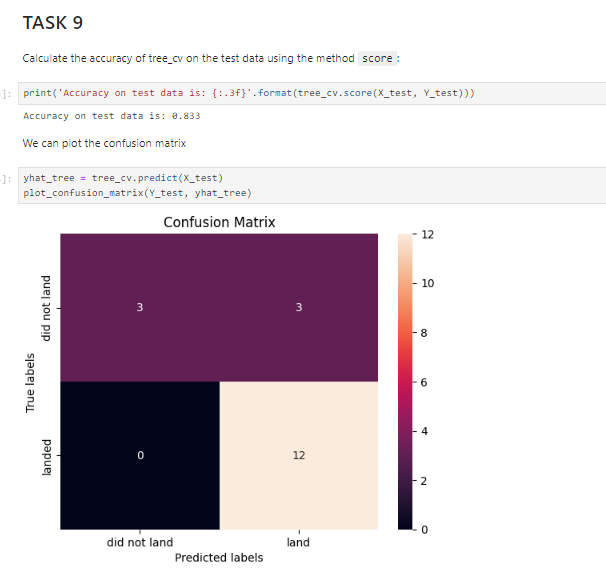 TASK 9
Calculate the accuracy of tree_cv on the test data using the method score :
]: print('Accuracy on test data is: {:.3f}'.format(tree_cv.score(X_test, Y_test)))
Accuracy on test data is: 0.833
We can plot the confusion matrix
]: yhat_tree = tree_cv.predict(X_test)
plot_confusion_matrix(Y_test, yhat_tree)
Confusion Matrix
True labels
did not land
landed
3 3
0 12
did not land land
Predicted labels
12
10
8
6
4
2
0